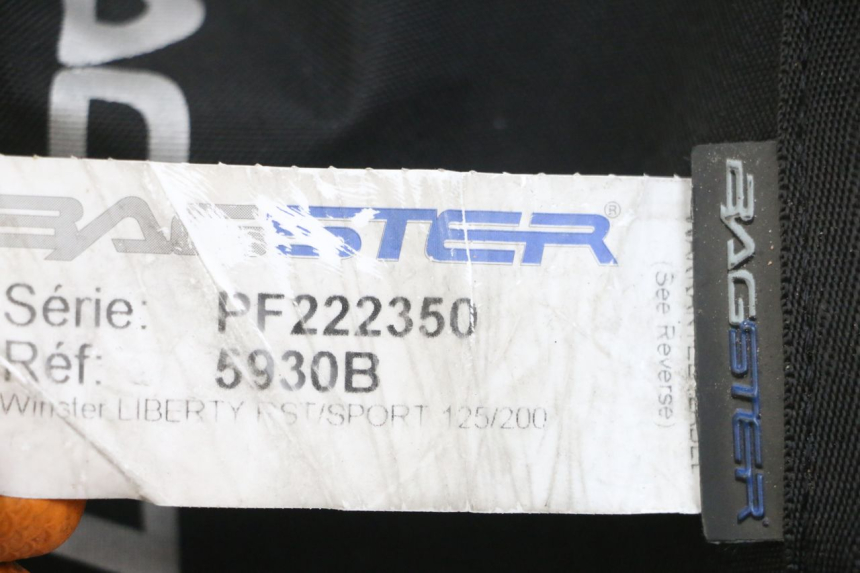 BAGSTER®
Série: PF222350
Réf: 5930B
Winster LIBERTY RST/SPORT 125/200
(See Reverse)
BAGSTER